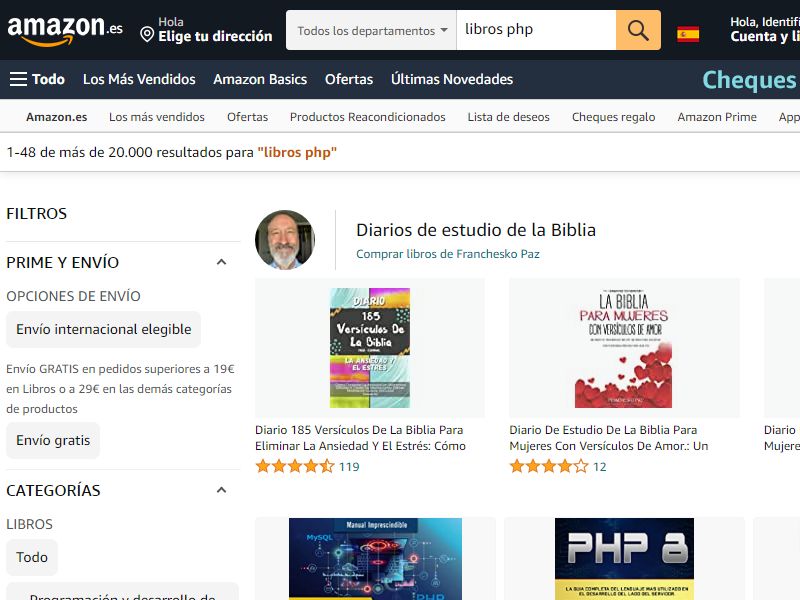 amazon.es
Hola
Elige tu dirección
Todos los departamentos
libros php
Hola, Identifi
Cuenta y li
Todo
Los Más Vendidos
Amazon Basics
Ofertas
Últimas Novedades
Cheques
Amazon.es
Los más vendidos
Ofertas
Productos Reacondicionados
Lista de deseos
Cheques regalo
Amazon Prime
App
1-48 de más de 20.000 resultados para "libros php"
FILTROS
PRIME Y ENVÍO
OPCIONES DE ENVÍO
Envío internacional elegible
Envío GRATIS en pedidos superiores a 19€
en Libros o a 29€ en las demás categorías
de productos
Envío gratis
CATEGORÍAS
LIBROS
Todo
Programación y desarrollo de
Diarios de estudio de la Biblia
Comprar libros de Franchesko Paz
DIARIO
185
Versículos De
La Biblia
PARA ELIMINAR
LA ANSIEDAD Y
EL ESTRÉS
Diario 185 Versículos De La Biblia Para
Eliminar La Ansiedad Y El Estrés: Cómo
119
LA BIBLIA
PARA MUJERES
CON VERSÍCULOS DE AMOR
FRANCHESKO PAZ
Diario De Estudio De La Biblia Para
Mujeres Con Versículos De Amor.: Un
12
Diario
Mujere
Manual Imprescindible
MySQL
PHP
PHP 8
LA GUIA COMPLETA DEL LENGUAJE MAS UTILIZADO EN
EL DESARROLLO DEL LADO DEL SERVIDOR